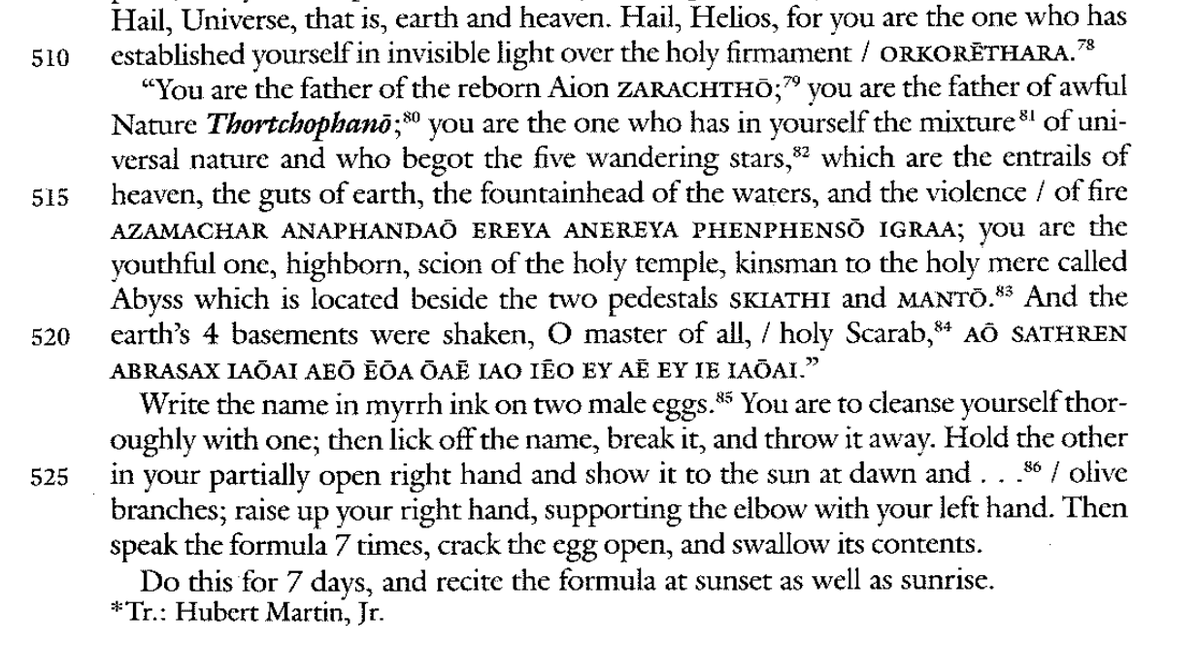 Hail, Universe, that is, earth and heaven. Hail, Helios, for you are the one who has
510 established yourself in invisible light over the holy firmament / ORKORĒTHARA.⁷⁸
“You are the father of the reborn Aion ZARACHTHŌ;⁷⁹ you are the father of awful
Nature Thortchophanō;⁸⁰ you are the one who has in yourself the mixture⁸¹ of uni-
versal nature and who begot the five wandering stars,⁸² which are the entrails of
515 heaven, the guts of earth, the fountainhead of the waters, and the violence / of fire
AZAMACHAR ANAPHANDAŌ EREYA ANEREYA PHENPHENSŌ IGRAA; you are the
youthful one, highborn, scion of the holy temple, kinsman to the holy mere called
Abyss which is located beside the two pedestals SKIATHI and MANTŌ.⁸³ And the
520 earth’s 4 basements were shaken, O master of all, / holy Scarab,⁸⁴ AŌ SATHREN
ABRASAX IAŌAI AEŌ ĒŌA ŌAĒ IAO IĒO EY AĒ EY IE IAŌAI.”
Write the name in myrrh ink on two male eggs.⁸⁵ You are to cleanse yourself thor-
oughly with one; then lick off the name, break it, and throw it away. Hold the other
525 in your partially open right hand and show it to the sun at dawn and . . .⁸⁶ / olive
branches; raise up your right hand, supporting the elbow with your left hand. Then
speak the formula 7 times, crack the egg open, and swallow its contents.
Do this for 7 days, and recite the formula at sunset as well as sunrise.
*Tr.: Hubert Martin, Jr.